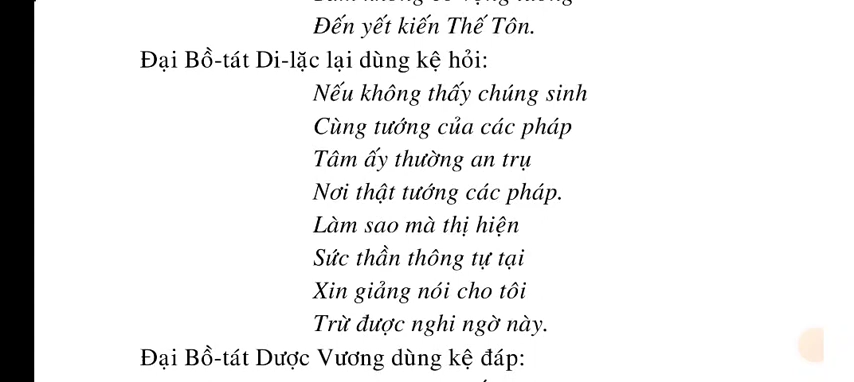 Đến yết kiến Thế Tôn.
Đại Bồ-tát Di-lặc lại dùng kệ hỏi:
Nếu không thấy chúng sinh
Cùng tướng của các pháp
Tâm ấy thường an trụ
Nơi thật tướng các pháp.
Làm sao mà thị hiện
Sức thần thông tự tại
Xin giảng nói cho tôi
Trừ được nghi ngờ này.
Đại Bồ-tát Dược Vương dùng kệ đáp: